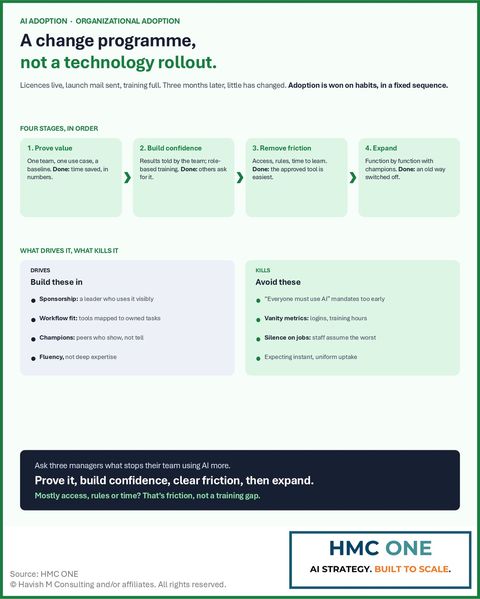 AI ADOPTION · ORGANIZATIONAL ADOPTION
A change programme,
not a technology rollout.
Licences live, launch mail sent, training full. Three months later, little has changed. Adoption is won on habits, in a fixed sequence.
FOUR STAGES, IN ORDER
1. Prove value
One team, one use case, a
baseline. Done: time saved, in
numbers.
2. Build confidence
Results told by the team; role-
based training. Done: others ask
for it.
3. Remove friction
Access, rules, time to learn.
Done: the approved tool is
easiest.
4. Expand
Function by function with
champions. Done: an old way
switched off.
WHAT DRIVES IT, WHAT KILLS IT
DRIVES
Build these in
Sponsorship: a leader who uses it visibly
Workflow fit: tools mapped to owned tasks
Champions: peers who show, not tell
Fluency, not deep expertise
KILLS
Avoid these
"Everyone must use AI" mandates too early
Vanity metrics: logins, training hours
Silence on jobs: staff assume the worst
Expecting instant, uniform uptake
Ask three managers what stops their team using AI more.
Prove it, build confidence, clear friction, then expand.
Mostly access, rules or time? That's friction, not a training gap.
HMC ONE
AI STRATEGY. BUILT TO SCALE.
Source: HMC ONE
© Havish M Consulting and/or affiliates. All rights reserved.